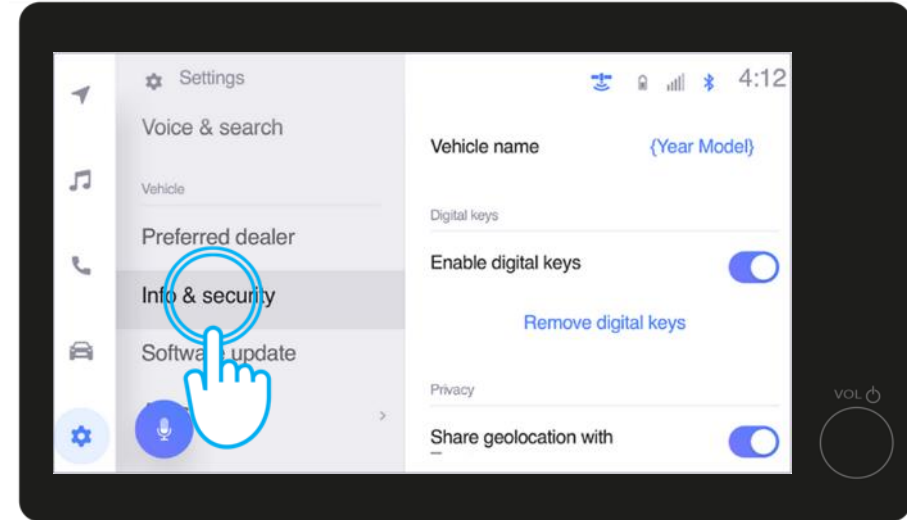 Settings
4:12
Voice & search
Vehicle
Preferred dealer
Info & security
Software update
Vehicle name
{Year Model}
Digital keys
Enable digital keys
Remove digital keys
Privacy
Share geolocation with
VOL